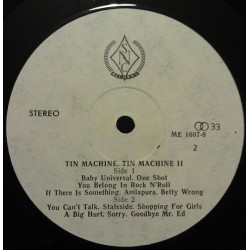 SNC
RECORDS
STEREO
33
ME 1807-8
2
TIN MACHINE. TIN MACHINE II
Side 1
Baby Universal. One Shot
You Belong In Rock N'Roll
If There Is Something. Amlapura. Betty Wrong
Side 2
You Can't Talk. Stateside. Shopping For Girls
A Big Hurt. Sorry. Goodbye Mr. Ed